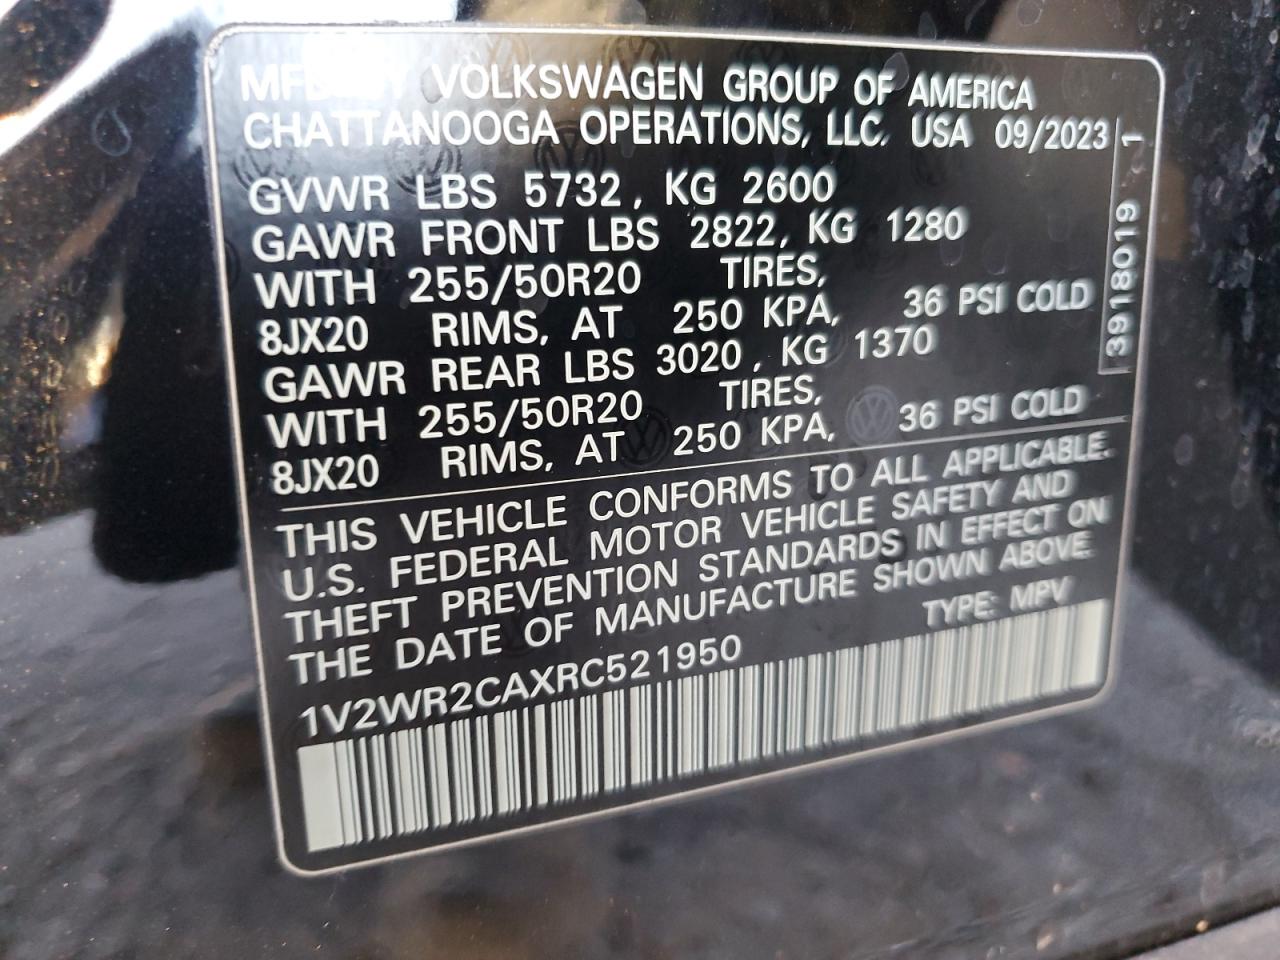 MFD. BY VOLKSWAGEN GROUP OF AMERICA
CHATTANOOGA OPERATIONS, LLC. USA 09/2023
GVWR LBS 5732, KG 2600
GAWR FRONT LBS 2822, KG 1280
WITH 255/50R20 TIRES,
8JX20 RIMS, AT 250 KPA, 36 PSI COLD
GAWR REAR LBS 3020, KG 1370
WITH 255/50R20 TIRES,
8JX20 RIMS, AT 250 KPA, 36 PSI COLD
THIS VEHICLE CONFORMS TO ALL APPLICABLE
U.S. FEDERAL MOTOR VEHICLE SAFETY AND
THEFT PREVENTION STANDARDS IN EFFECT ON
THE DATE OF MANUFACTURE SHOWN ABOVE.
1V2WR2CAXRC521950 TYPE: MPV
3918019 1